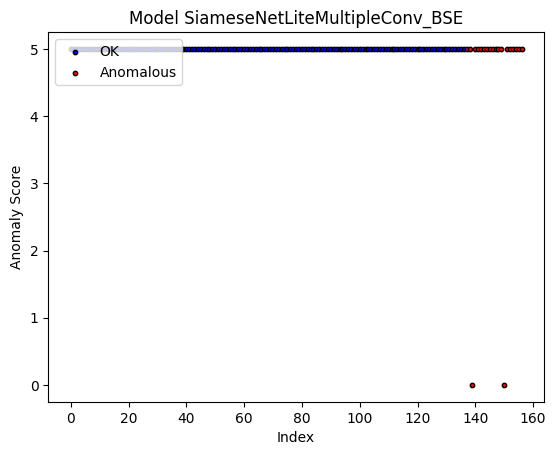 Model SiameseNetLiteMultipleConv_BSE
OK
Anomalous
Anomaly Score
5
4
3
2
1
0
0 20 40 60 80 100 120 140 160
Index